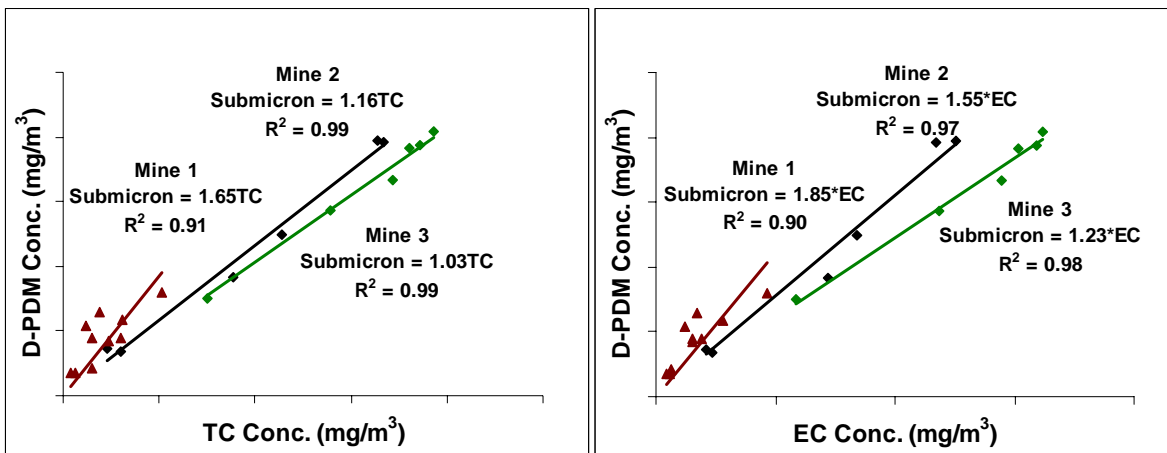 Mine 2
Submicron = 1.16TC
R² = 0.99
Mine 1
Submicron = 1.65TC
R² = 0.91
Mine 3
Submicron = 1.03TC
R² = 0.99
D-PDM Conc. (mg/m³)
TC Conc. (mg/m³)
Mine 2
Submicron = 1.55*EC
R² = 0.97
Mine 1
Submicron = 1.85*EC
R² = 0.90
Mine 3
Submicron = 1.23*EC
R² = 0.98
D-PDM Conc. (mg/m³)
EC Conc. (mg/m³)